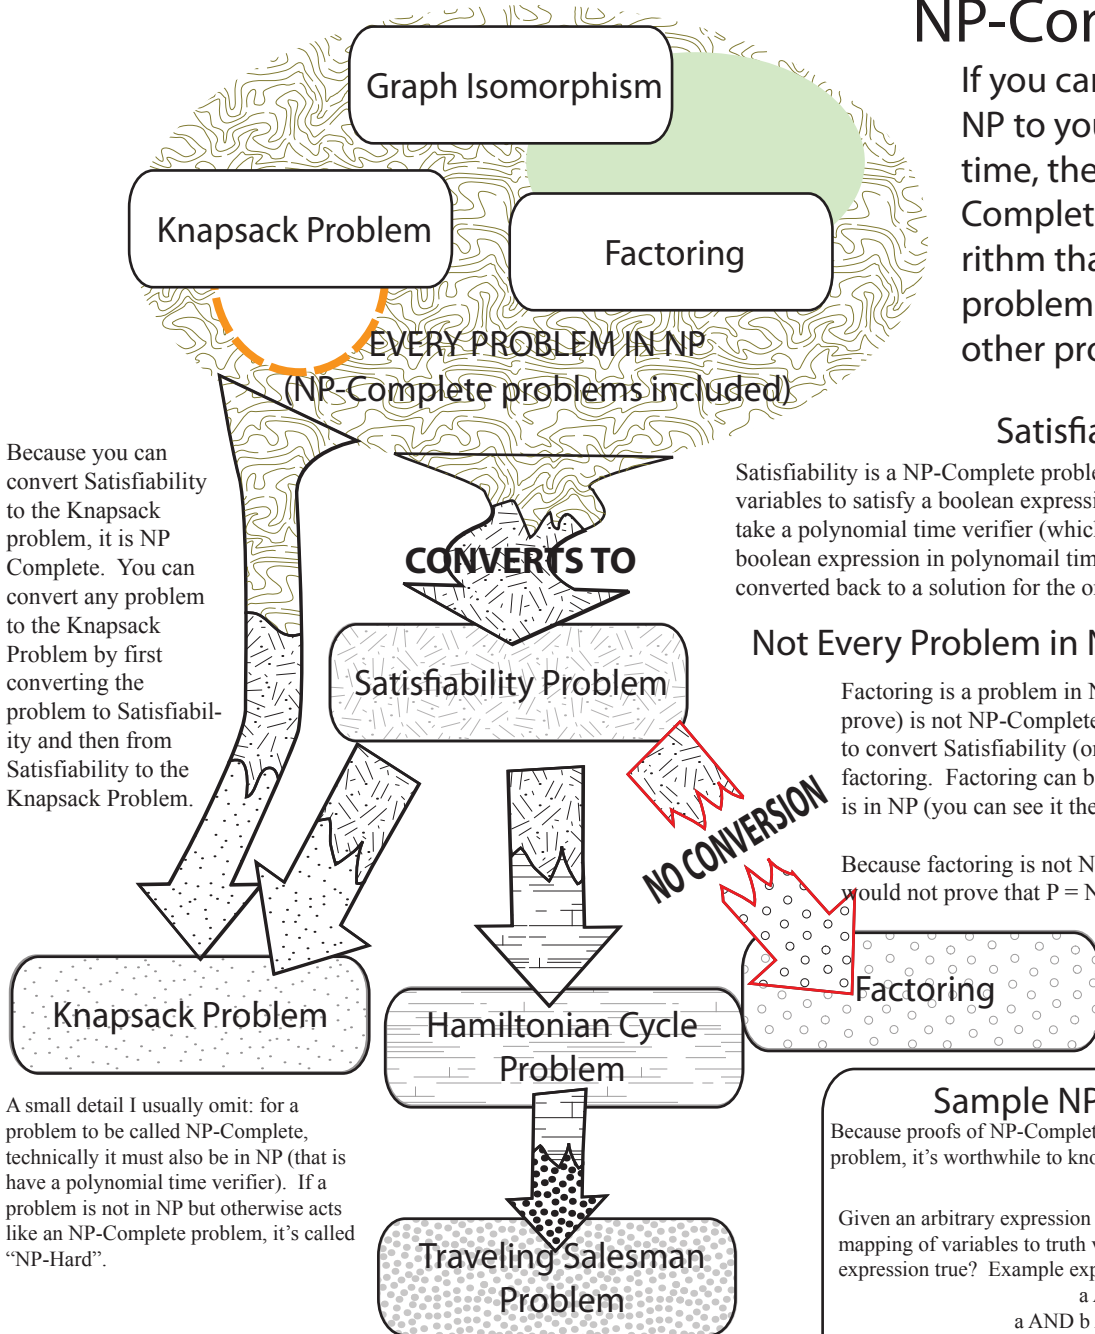 NP-Con
If you can
NP to you
time, the
Complet
rithm tha
problem
other pro
Graph Isomorphism
Knapsack Problem
Factoring
EVERY PROBLEM IN NP
(NP-Complete problems included)
Because you can
convert Satisfiability
to the Knapsack
problem, it is NP
Complete. You can
convert any problem
to the Knapsack
Problem by first
converting the
problem to Satisfiabil-
ity and then from
Satisfiability to the
Knapsack Problem.
CONVERTS TO
Satisfia
Satisfiability is a NP-Complete proble
variables to satisfy a boolean expressi
take a polynomial time verifier (which
boolean expression in polynomail tim
converted back to a solution for the o
Satisfiability Problem
Not Every Problem in N
Factoring is a problem in N
prove) is not NP-Complete
to convert Satisfiability (or
factoring. Factoring can b
is in NP (you can see it the
Because factoring is not N
would not prove that P = N
NO CONVERSION
Knapsack Problem
Hamiltonian Cycle
Problem
Factoring
A small detail I usually omit: for a
problem to be called NP-Complete,
technically it must also be in NP (that is
have a polynomial time verifier). If a
problem is not in NP but otherwise acts
like an NP-Complete problem, it's called
“NP-Hard”.
Traveling Salesman
Problem
Sample NP
Because proofs of NP-Complet
problem, it's worthwhile to kno
Given an arbitrary expression
mapping of variables to truth v
expression true? Example exp
a A
a AND b